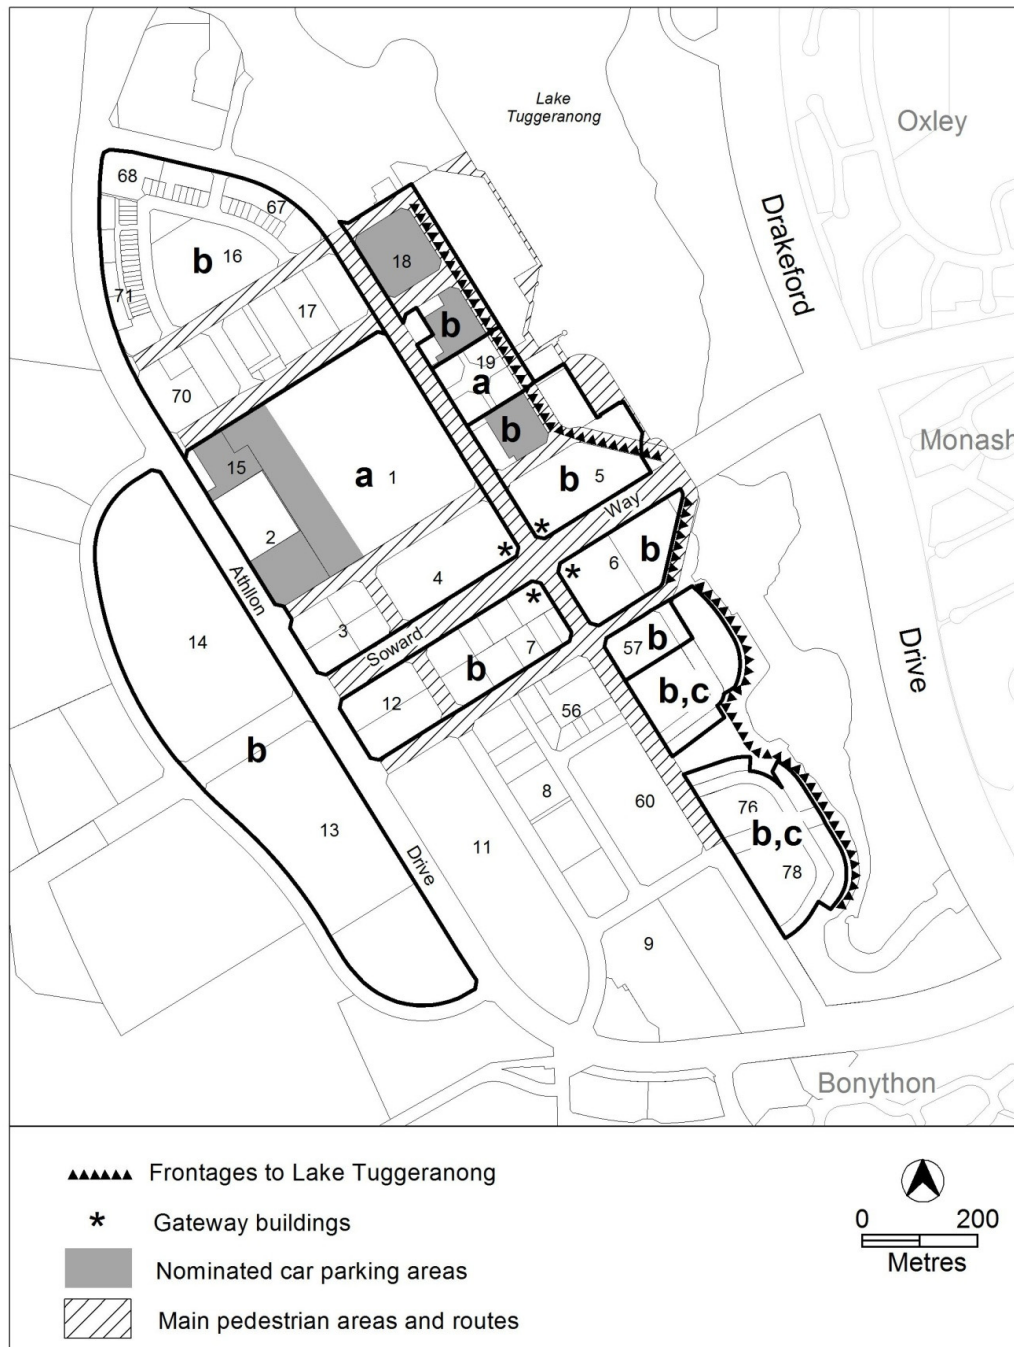 Lake
Tuggeranong
Oxley
Drakeford
68
67
b
16
18
71
17
b
19
a
70
Monash
b
15
a
1
b
5
Way
2
b
6
4
Athllon
3
Soward
7
57
b
14
b
Drive
12
b,c
56
b
8
60
76
13
b,c
11
78
Drive
9
Bonython
Frontages to Lake Tuggeranong
* Gateway buildings
Nominated car parking areas
Main pedestrian areas and routes
0 200
Metres